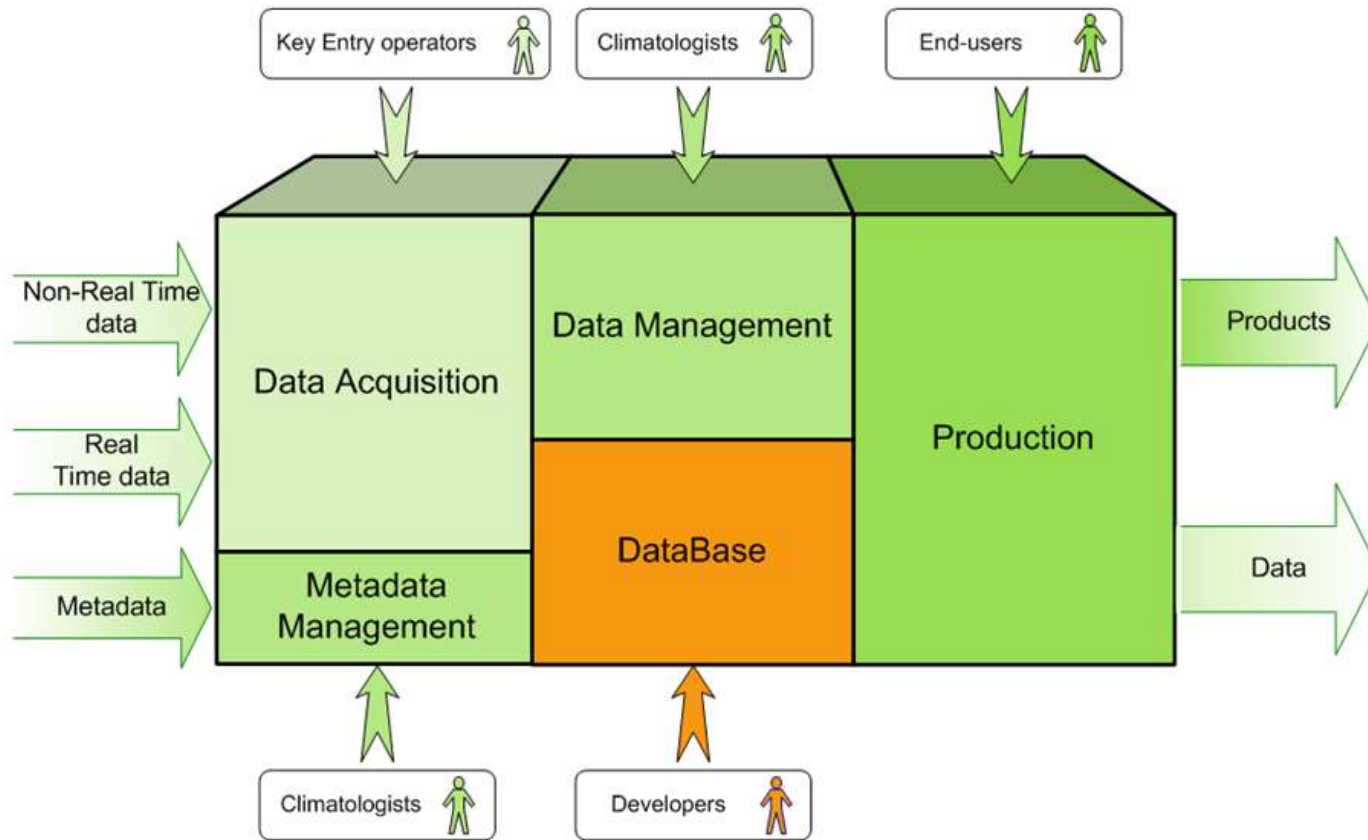 Key Entry operators
Climatologists
End-users
Non-Real Time
data
Data Acquisition
Data Management
Production
Products
Real
Time data
DataBase
Data
Metadata
Metadata
Management
Climatologists
Developers